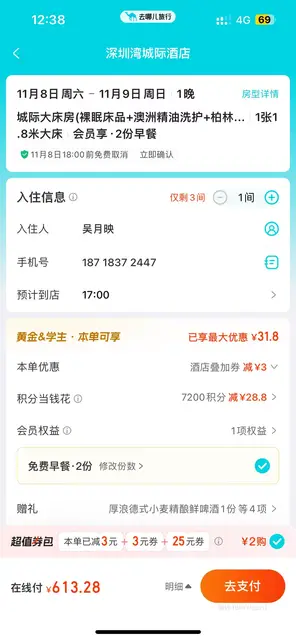 12:38
去哪儿旅行
4G 69
深圳湾城际酒店
11月8日 周六 – 11月9日 周日 · 1晚
房型详情
城际大床房(裸眠床品+澳洲精油洗护+柏林... 1张1
.8米大床 会员享·2份早餐
11月8日18:00前免费取消 立即确认
入住信息
仅剩3间
1间
入住人 吴月映
手机号 187 1837 2447
预计到店 17:00
黄金&学生·本单可享
已享最大优惠 ¥31.8
本单优惠 酒店叠加券 减¥3
积分当钱花 7200积分 减¥28.8
会员权益 1项权益
免费早餐·2份 修改份数
赠礼 厚浪德式小麦精酿鲜啤酒1份 等4项
超值券包 本单已减3元 + 3元券 + 25元券 ¥2购
在线付 ¥613.28 明细 去支付